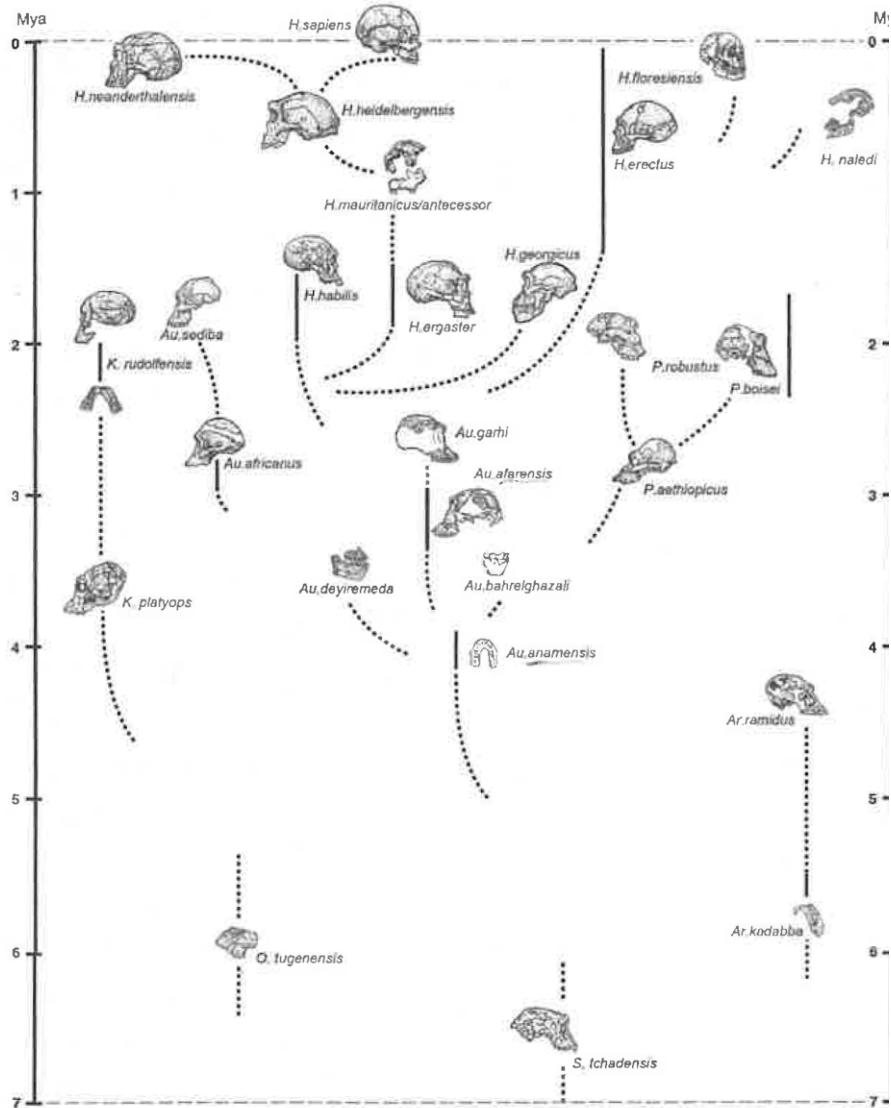 Mya
Mya
H.sapiens
0
0
H.neanderthalensis
H.floresiensis
H.heidelbergensis
H.erectus
H. naledi
1
1
H.mauritanicus/antecessor
H.georgicus
H.habilis
H.ergaster
Au.sediba
2
2
K. rudolfensis
P.robustus
P.boisei
Au.garhi
Au.africanus
Au.afarensis
P.aethiopicus
3
3
Au.deyiremeda
Au.bahrelghazali
K. platyops
4
4
Au.anamensis
Ar.ramidus
5
5
Ar.kadabba
O. tugenensis
6
6
S. tchadensis
7
7